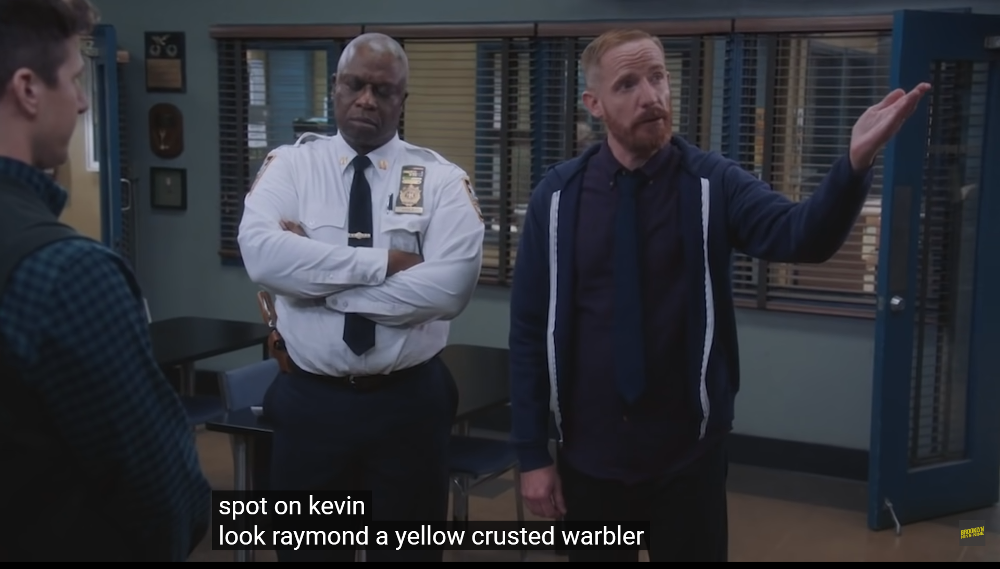 spot on kevin
look raymond a yellow crusted warbler
BROOKLYN
NINE-NINE